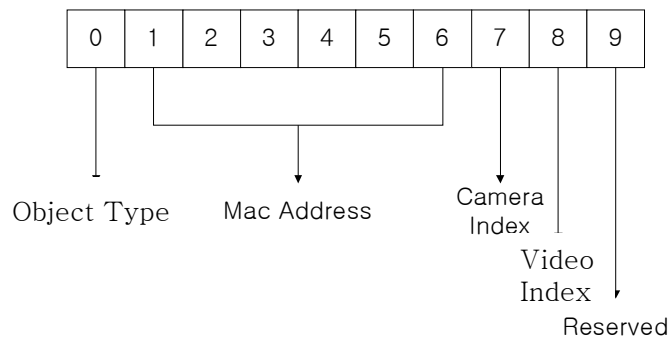 0 1 2 3 4 5 6 7 8 9
Object Type
Mac Address
Camera
Index
Video
Index
Reserved